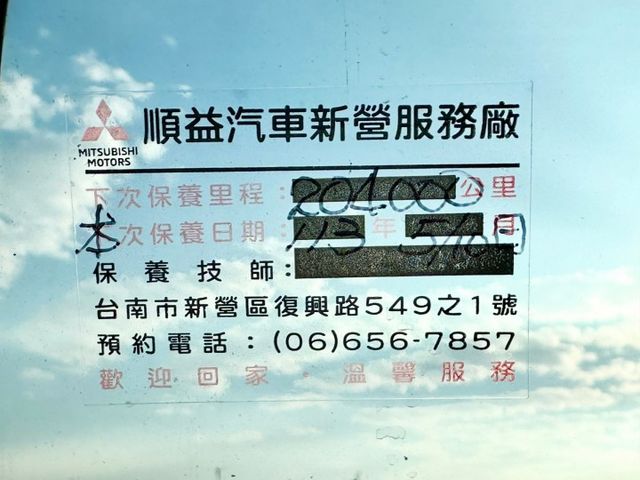 MITSUBISHI
MOTORS
順益汽車新營服務廠
下次保養里程：201000公里
本次保養日期：113年5/10月
保養技師：
台南市新營區復興路549之1號
預約電話：(06)656-7857
歡迎回家・溫馨服務